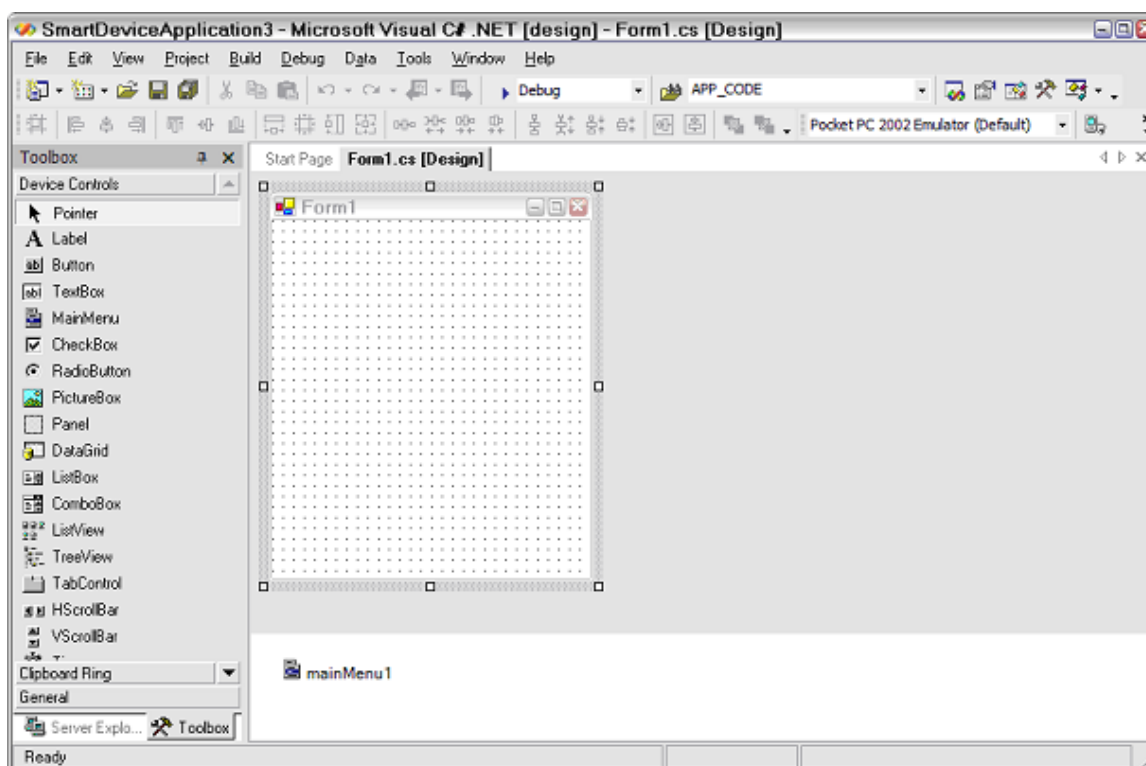 SmartDeviceApplication3 - Microsoft Visual C# .NET [design] - Form1.cs [Design]
File Edit View Project Build Debug Data Tools Window Help
Debug APP_CODE
Pocket PC 2002 Emulator (Default)
Toolbox
Start Page Form1.cs [Design]
Device Controls
Pointer
Form1
A Label
ab Button
abl TextBox
MainMenu
CheckBox
RadioButton
PictureBox
Panel
DataGrid
ListBox
ComboBox
ListView
TreeView
TabControl
HScrollBar
VScrollBar
Clipboard Ring
mainMenu1
General
Server Explo... Toolbox
Ready